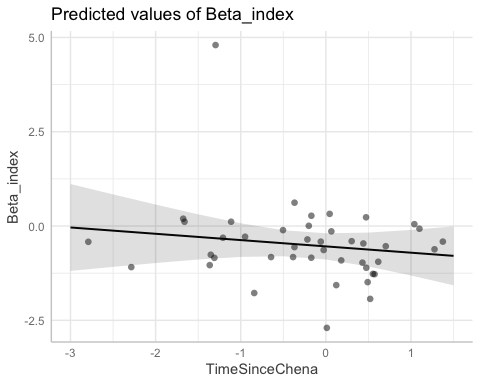 Predicted values of Beta_index
5.0
2.5
0.0
-2.5
Beta_index
-3 -2 -1 0 1
TimeSinceChena